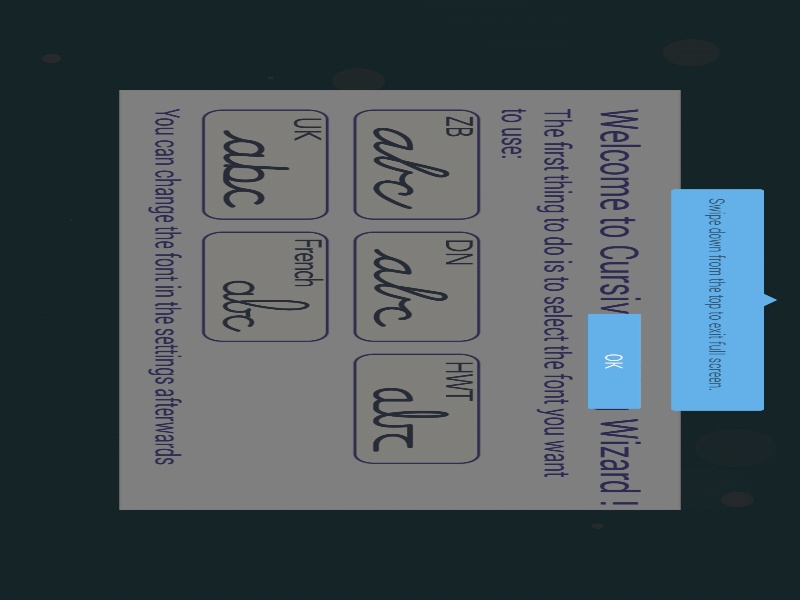 Swipe down from the top to exit full screen.
OK
Welcome to Cursiv Wizard !
The first thing to do is to select the font you want
to use:
ZB
abc
DN
abc
HWT
abc
UK
abc
French
abc
You can change the font in the settings afterwards